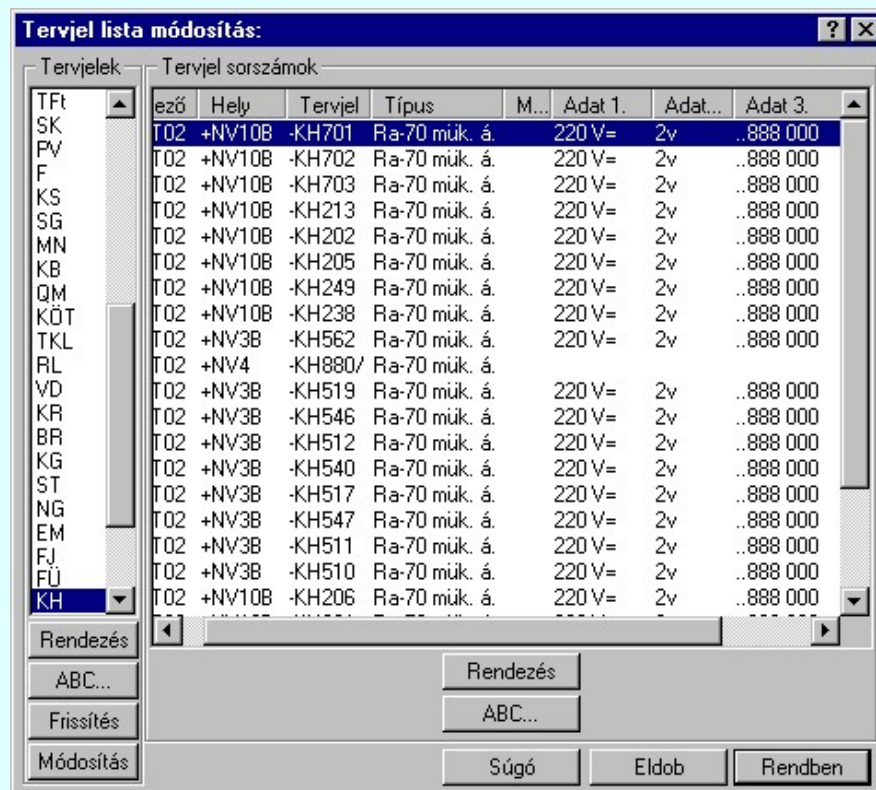 Tervjel lista módosítás:
Tervjelek
Tervjel sorszámok
TFt
SK
PV
F
KS
SG
MN
KB
QM
KÖT
TKL
RL
VD
KR
BR
KG
ST
NG
EM
FJ
FÜ
KH
ező Hely Tervjel Típus M... Adat 1. Adat... Adat 3.
T02 +NV10B -KH701 Ra-70 mük. á. 220 V= 2v ..888 000
T02 +NV10B -KH702 Ra-70 mük. á. 220 V= 2v ..888 000
T02 +NV10B -KH703 Ra-70 mük. á. 220 V= 2v ..888 000
T02 +NV10B -KH213 Ra-70 mük. á. 220 V= 2v ..888 000
T02 +NV10B -KH202 Ra-70 mük. á. 220 V= 2v ..888 000
T02 +NV10B -KH205 Ra-70 mük. á. 220 V= 2v ..888 000
T02 +NV10B -KH249 Ra-70 mük. á. 220 V= 2v ..888 000
T02 +NV10B -KH238 Ra-70 mük. á. 220 V= 2v ..888 000
T02 +NV3B -KH562 Ra-70 mük. á. 220 V= 2v ..888 000
T02 +NV4 -KH880/ Ra-70 mük. á.
T02 +NV3B -KH519 Ra-70 mük. á. 220 V= 2v ..888 000
T02 +NV3B -KH546 Ra-70 mük. á. 220 V= 2v ..888 000
T02 +NV3B -KH512 Ra-70 mük. á. 220 V= 2v ..888 000
T02 +NV3B -KH540 Ra-70 mük. á. 220 V= 2v ..888 000
T02 +NV3B -KH517 Ra-70 mük. á. 220 V= 2v ..888 000
T02 +NV3B -KH547 Ra-70 mük. á. 220 V= 2v ..888 000
T02 +NV3B -KH511 Ra-70 mük. á. 220 V= 2v ..888 000
T02 +NV3B -KH510 Ra-70 mük. á. 220 V= 2v ..888 000
T02 +NV10B -KH206 Ra-70 mük. á. 220 V= 2v ..888 000
Rendezés
ABC...
Frissítés
Módosítás
Rendezés
ABC...
Súgó
Eldob
Rendben